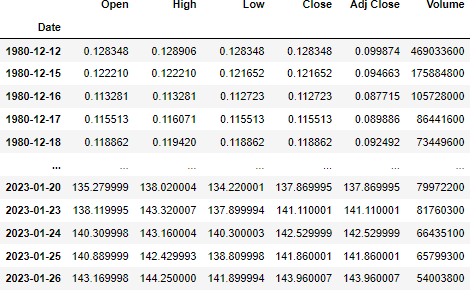 Open High Low Close Adj Close Volume
Date
1980-12-12 0.128348 0.128906 0.128348 0.128348 0.099874 469033600
1980-12-15 0.122210 0.122210 0.121652 0.121652 0.094663 175884800
1980-12-16 0.113281 0.113281 0.112723 0.112723 0.087715 105728000
1980-12-17 0.115513 0.116071 0.115513 0.115513 0.089886 86441600
1980-12-18 0.118862 0.119420 0.118862 0.118862 0.092492 73449600
... ... ... ... ... ... ...
2023-01-20 135.279999 138.020004 134.220001 137.869995 137.869995 79972200
2023-01-23 138.119995 143.320007 137.899994 141.110001 141.110001 81760300
2023-01-24 140.309998 143.160004 140.300003 142.529999 142.529999 66435100
2023-01-25 140.889999 142.429993 138.809998 141.860001 141.860001 65799300
2023-01-26 143.169998 144.250000 141.899994 143.960007 143.960007 54003800